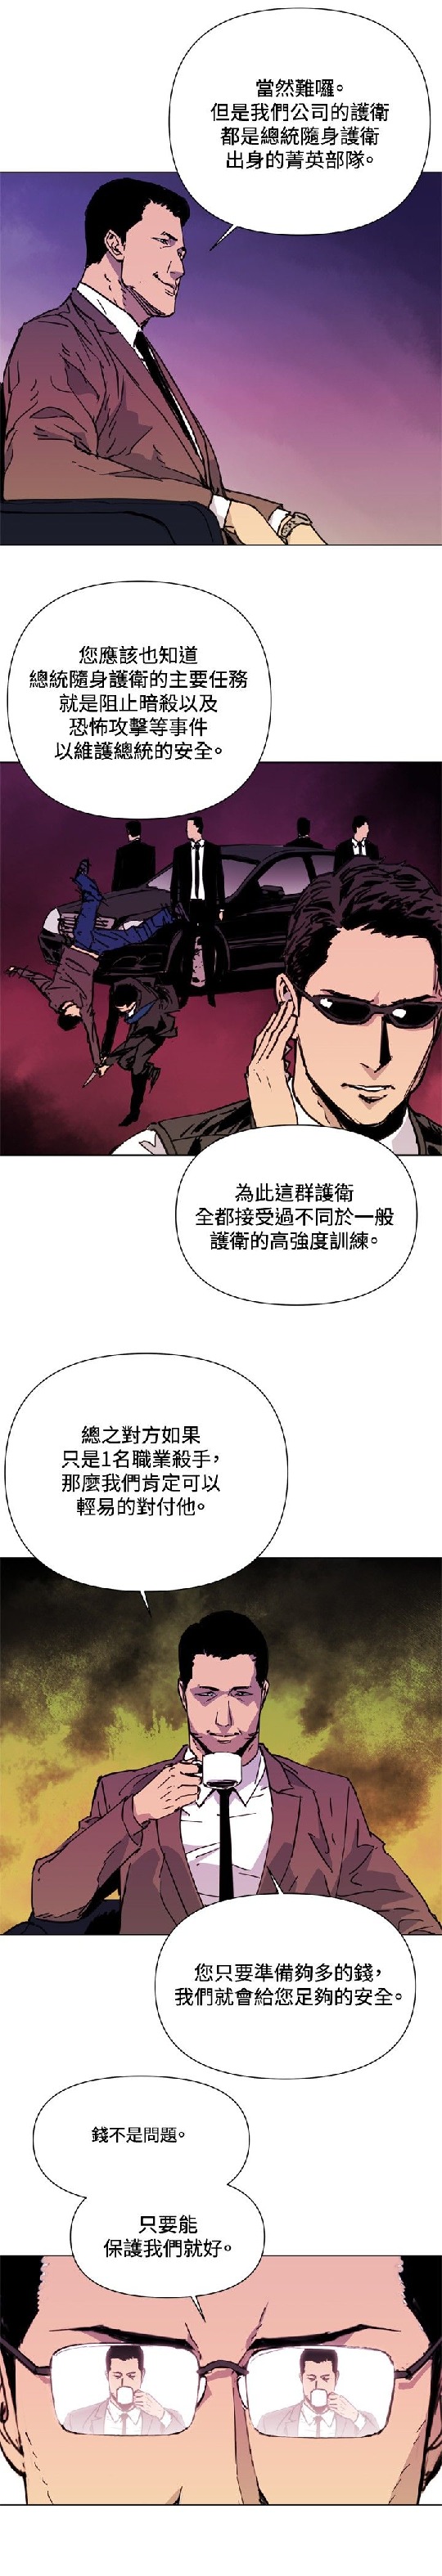 當然難囉。
但是我們公司的護衛
都是總統隨身護衛
出身的菁英部隊。
您應該也知道
總統隨身護衛的主要任務
就是阻止暗殺以及
恐怖攻擊等事件
以維護總統的安全。
為此這群護衛
全都接受過不同於一般
護衛的高強度訓練。
總之對方如果
只是1名職業殺手，
那麼我們肯定可以
輕易的對付他。
您只要準備夠多的錢，
我們就會給您足夠的安全。
錢不是問題。
只要能
保護我們就好。